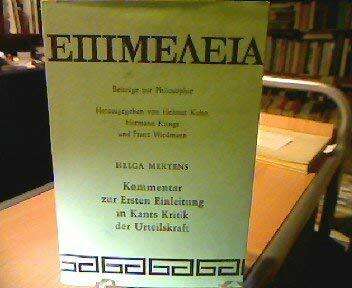 ΕΠΙΜΕΛΕΙΑ
Beiträge zur Philosophie
Herausgegeben von Helmut Kuhn
Hermann Krings
und Franz Wiedmann
HELGA MERTENS
Kommentar
zur Ersten Einleitung
in Kants Kritik
der Urteilskraft